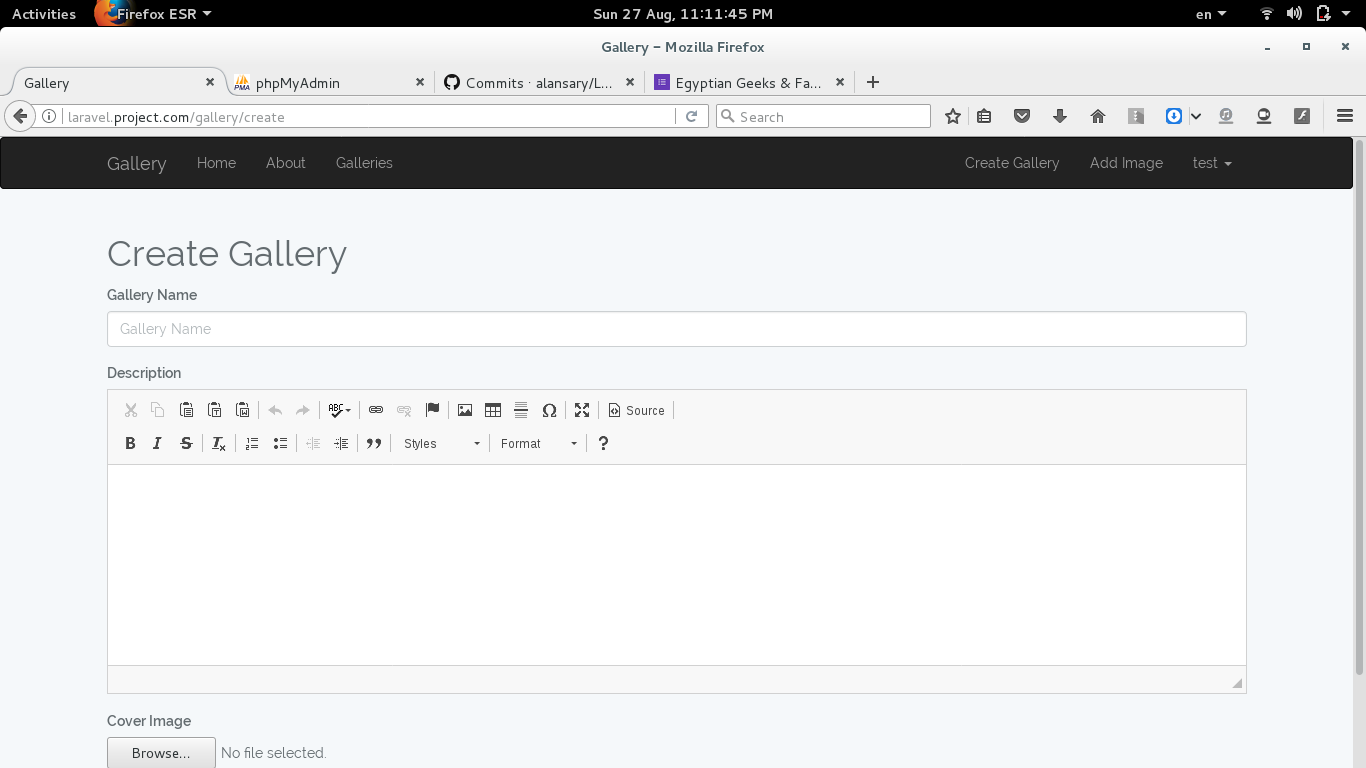 Activities Firefox ESR Sun 27 Aug, 11:11:45 PM en
Gallery – Mozilla Firefox
Gallery phpMyAdmin Commits · alansary/L... Egyptian Geeks & Fa...
laravel.project.com/gallery/create Search
Gallery Home About Galleries Create Gallery Add Image test
Create Gallery
Gallery Name
Gallery Name
Description
ABC Ω Source
B I S Ix Styles Format ?
Cover Image
Browse... No file selected.